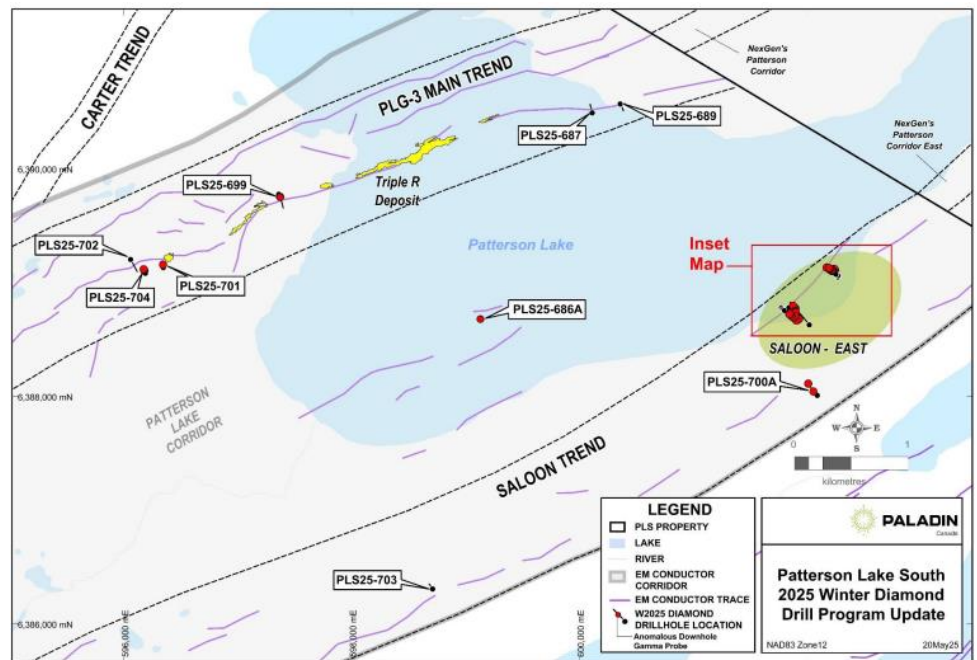 CARTER TREND
PLG-3 MAIN TREND
NexGen's
Patterson
Corridor
NexGen's
Patterson
Corridor East
PLS25-689
PLS25-687
6,390,000 mN
PLS25-699
Triple R
Deposit
PLS25-702
PLS25-704
PLS25-701
Patterson Lake
Inset
Map
PLS25-686A
SALOON - EAST
PLS25-700A
6,388,000 mN
PATTERSON
LAKE
CORRIDOR
SALOON TREND
N
W
E
S
0
1
kilometres
PLS25-703
6,386,000 mN
596,000 mE
598,000 mE
600,000 mE
LEGEND
PLS PROPERTY
LAKE
RIVER
EM CONDUCTOR
CORRIDOR
EM CONDUCTOR TRACE
W2025 DIAMOND
DRILLHOLE LOCATION
Anomalous Downhole
Gamma Probe
PALADIN
Canada
Patterson Lake South
2025 Winter Diamond
Drill Program Update
NAD83 Zone12
20May25